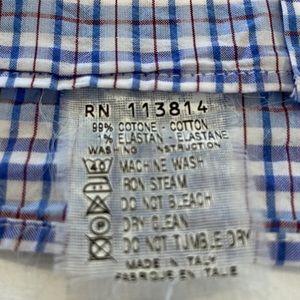 RN 113814
99% COTONE - COTTON
% ELASTAN ELASTANE
WASHING INSTRUCTION
40 MACHINE WASH
IRON STEAM
DO NOT BLEACH
DRY CLEAN
DO NOT TUMBLE DRY
MADE IN ITALY
FABRIQUE EN ITALIE